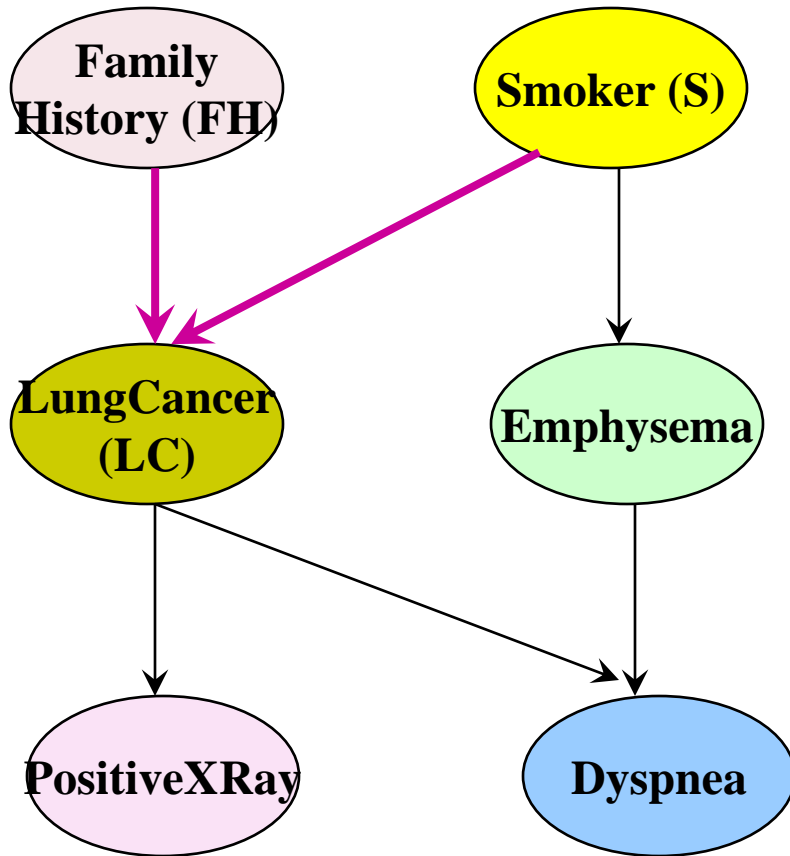 Family
History (FH)
Smoker (S)
LungCancer
(LC)
Emphysema
PositiveXRay
Dyspnea